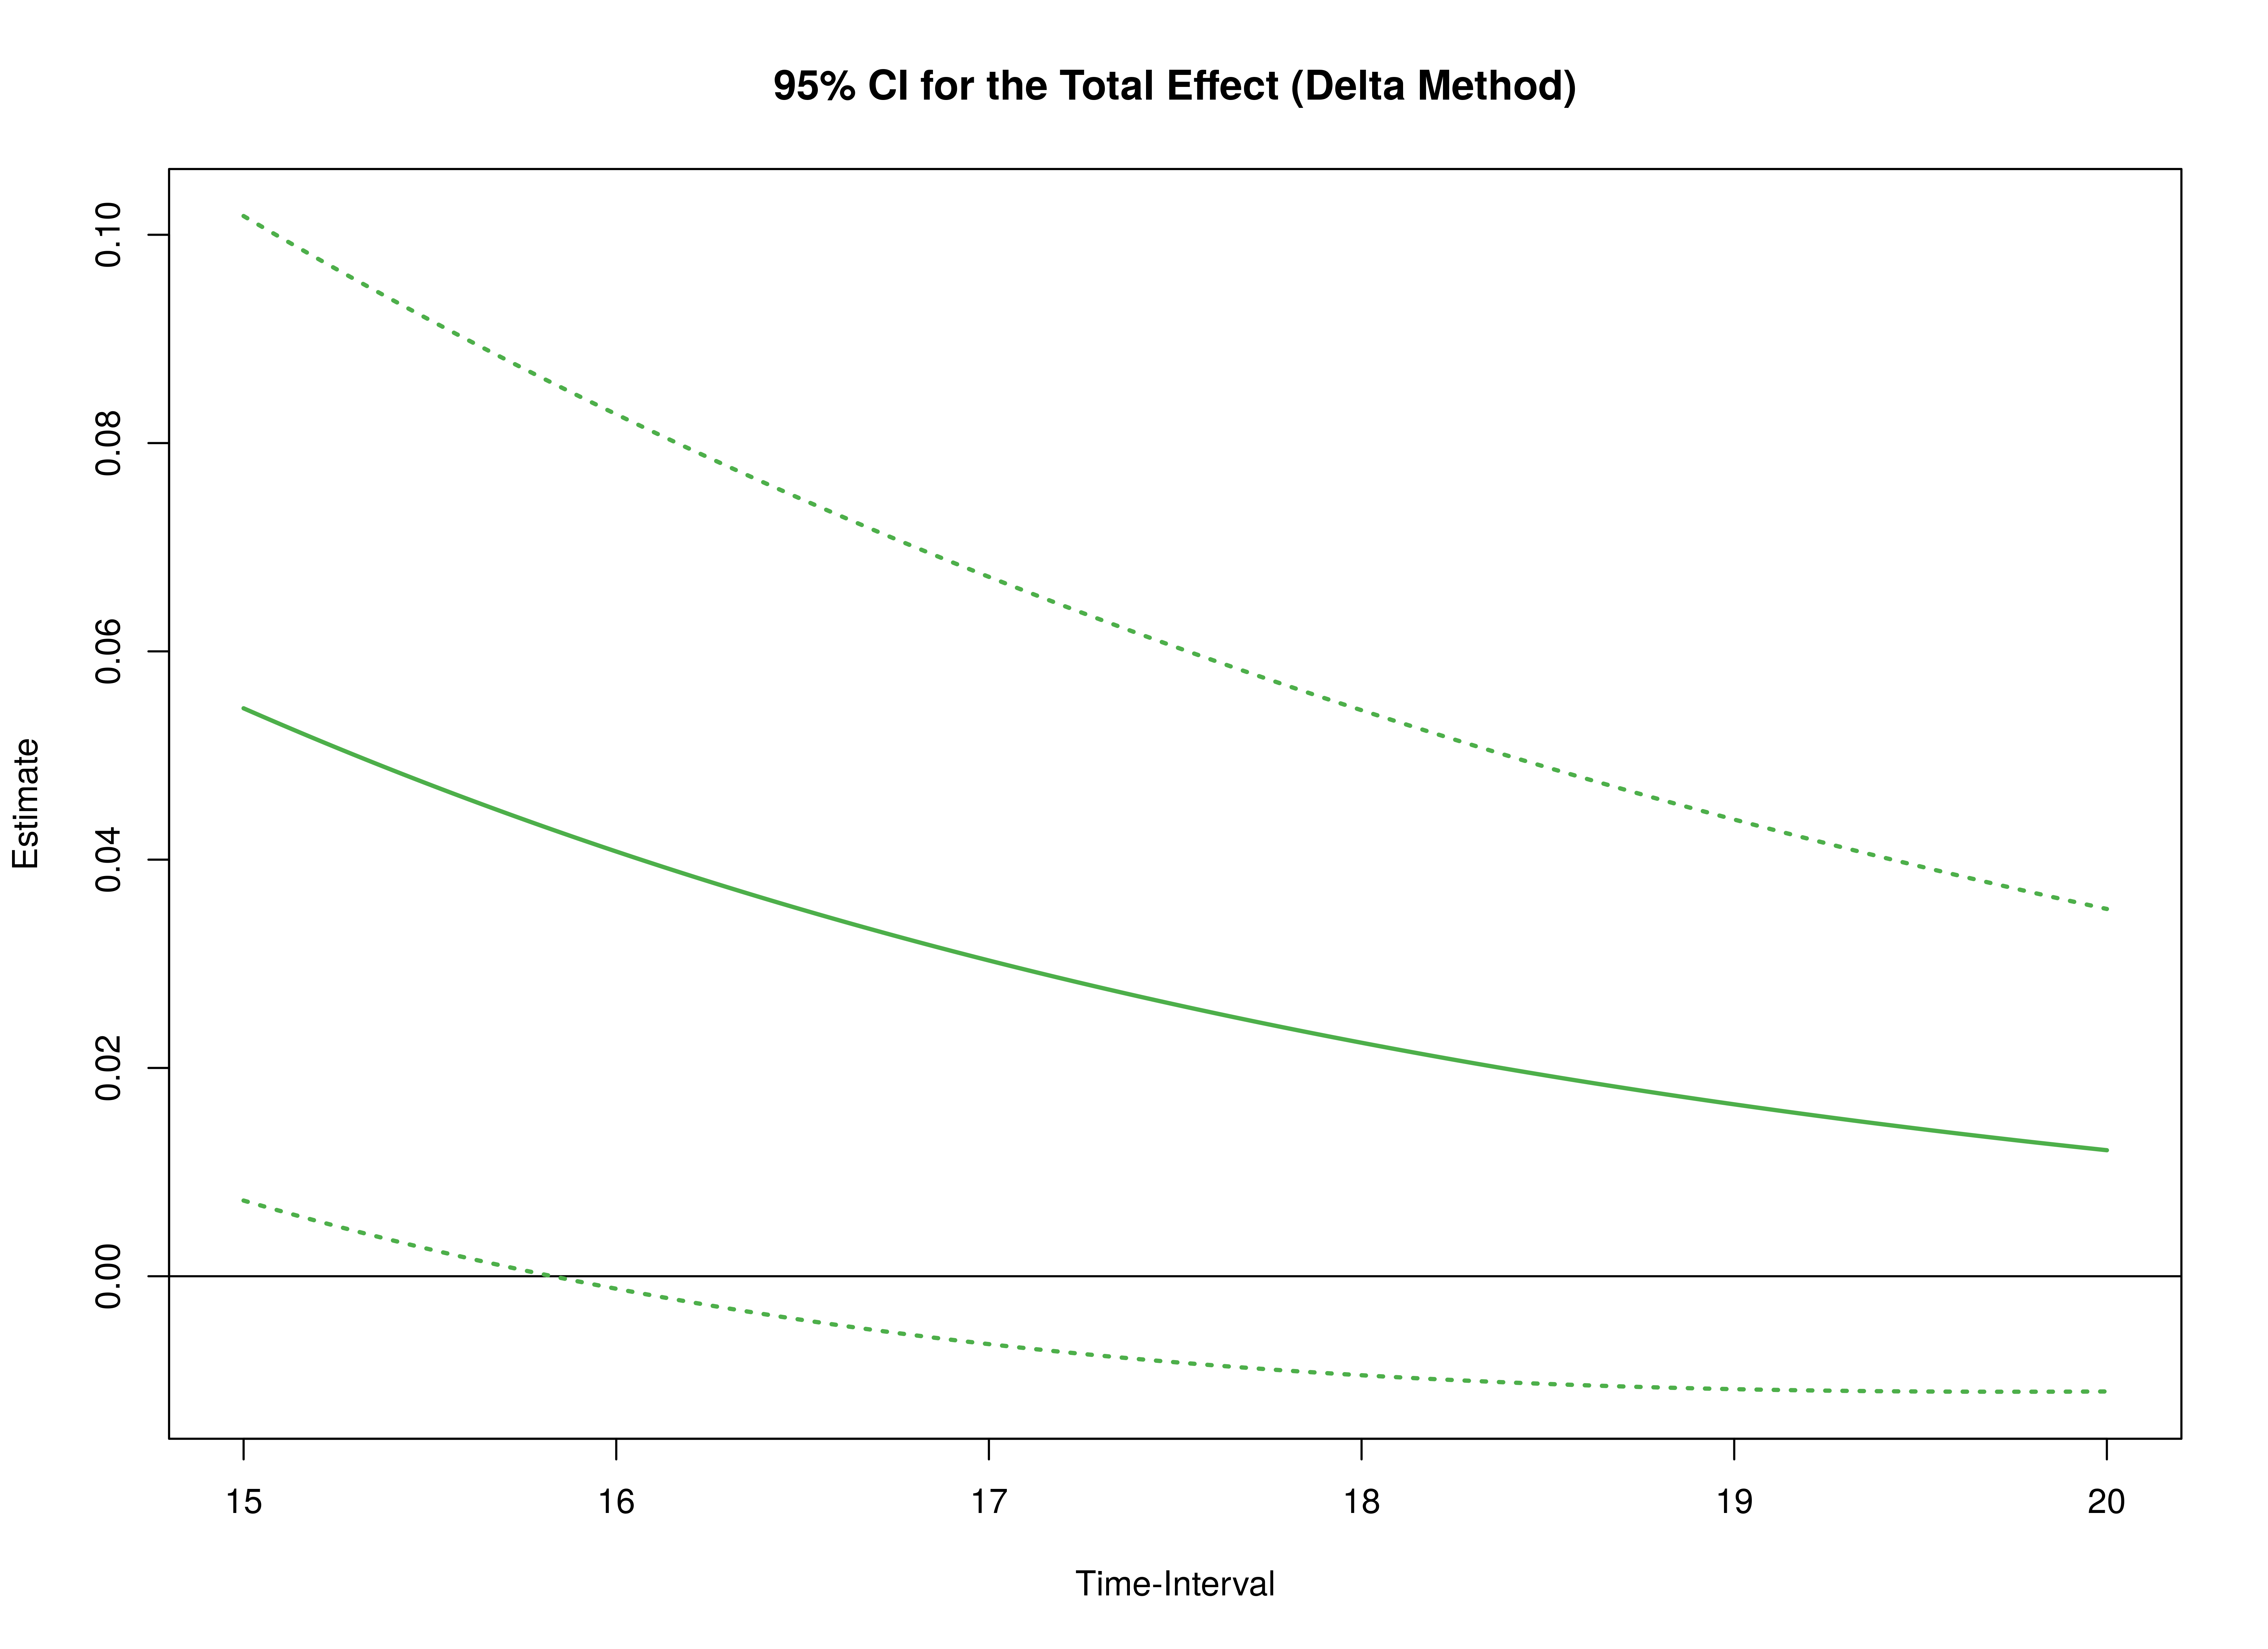 95% CI for the Total Effect (Delta Method)
Estimate
0.10
0.08
0.06
0.04
0.02
0.00
15 16 17 18 19 20
Time-Interval